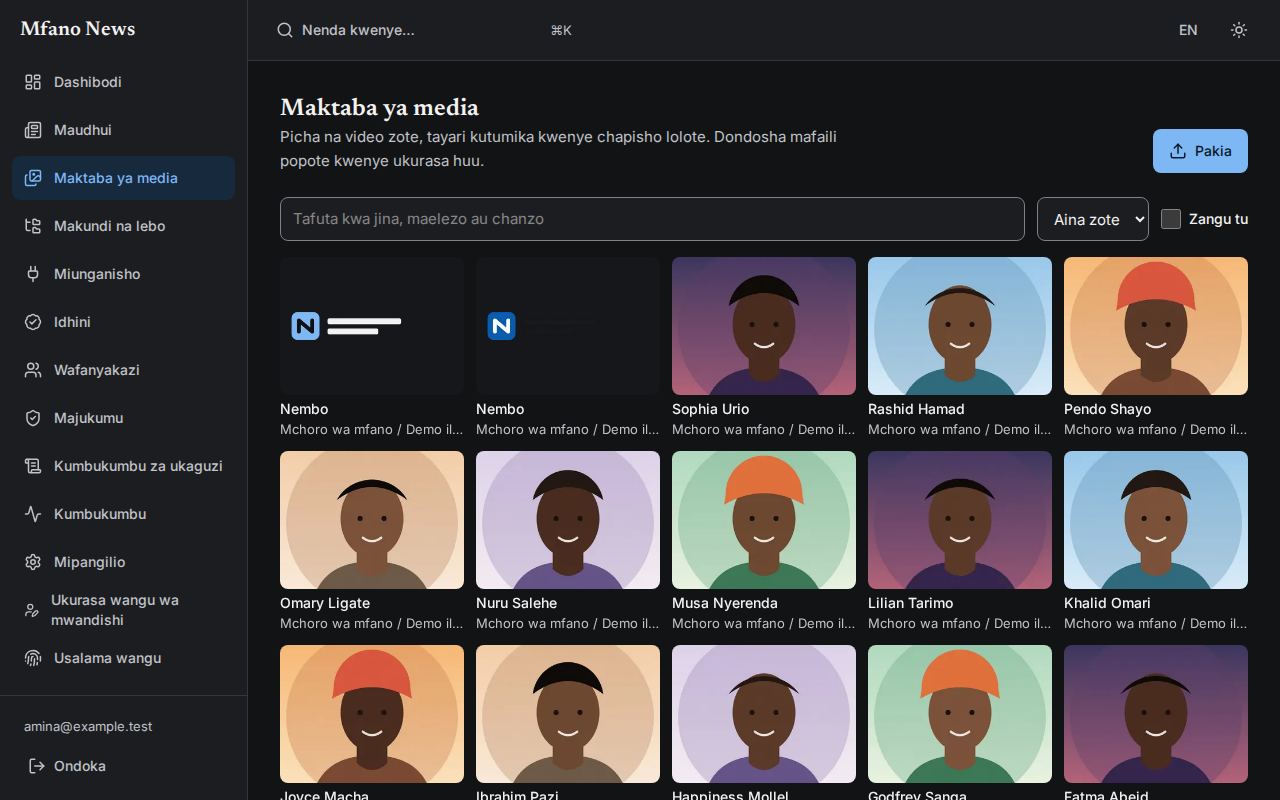 Mfano News
Nenda kwenye...
⌘K
EN
Dashibodi
Maudhui
Maktaba ya media
Makundi na lebo
Miunganisho
Idhini
Wafanyakazi
Majukumu
Kumbukumbu za ukaguzi
Kumbukumbu
Mipangilio
Ukurasa wangu wa
mwandishi
Usalama wangu
amina@example.test
Ondoka
Maktaba ya media
Picha na video zote, tayari kutumika kwenye chapisho lolote. Dondosha mafaili
popote kwenye ukurasa huu.
Pakia
Tafuta kwa jina, maelezo au chanzo
Aina zote
Zangu tu
N
N
Nembo
Mchoro wa mfano / Demo il...
Nembo
Mchoro wa mfano / Demo il...
Sophia Urio
Mchoro wa mfano / Demo il...
Rashid Hamad
Mchoro wa mfano / Demo il...
Pendo Shayo
Mchoro wa mfano / Demo il...
Omary Ligate
Mchoro wa mfano / Demo il...
Nuru Salehe
Mchoro wa mfano / Demo il...
Musa Nyerenda
Mchoro wa mfano / Demo il...
Lilian Tarimo
Mchoro wa mfano / Demo il...
Khalid Omari
Mchoro wa mfano / Demo il...
Joyce Macha
Ibrahim Pazi
Happiness Mollel
Godfrey Sanga
Fatma Abeid